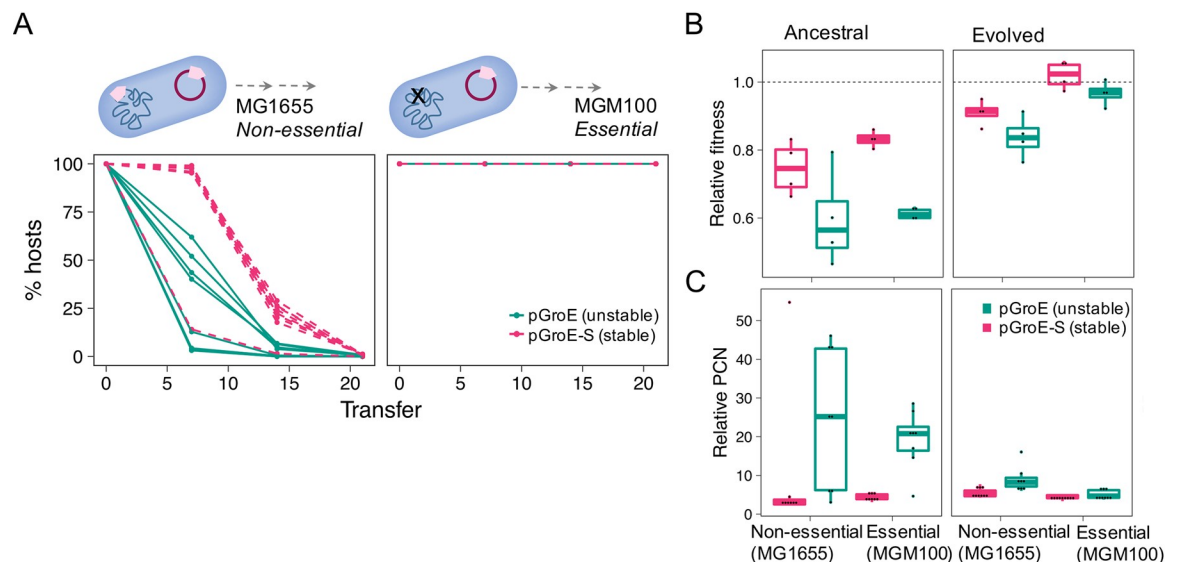 A
MG1655
Non-essential
X
MGM100
Essential
% hosts
100
75
50
25
0
pGroE (unstable)
pGroE-S (stable)
0
5
10
15
20
0
5
10
15
20
Transfer
B
Ancestral
Evolved
Relative fitness
1.0
0.8
0.6
C
Relative PCN
50
40
30
20
10
0
pGroE (unstable)
pGroE-S (stable)
Non-essential
(MG1655)
Essential
(MGM100)
Non-essential
(MG1655)
Essential
(MGM100)